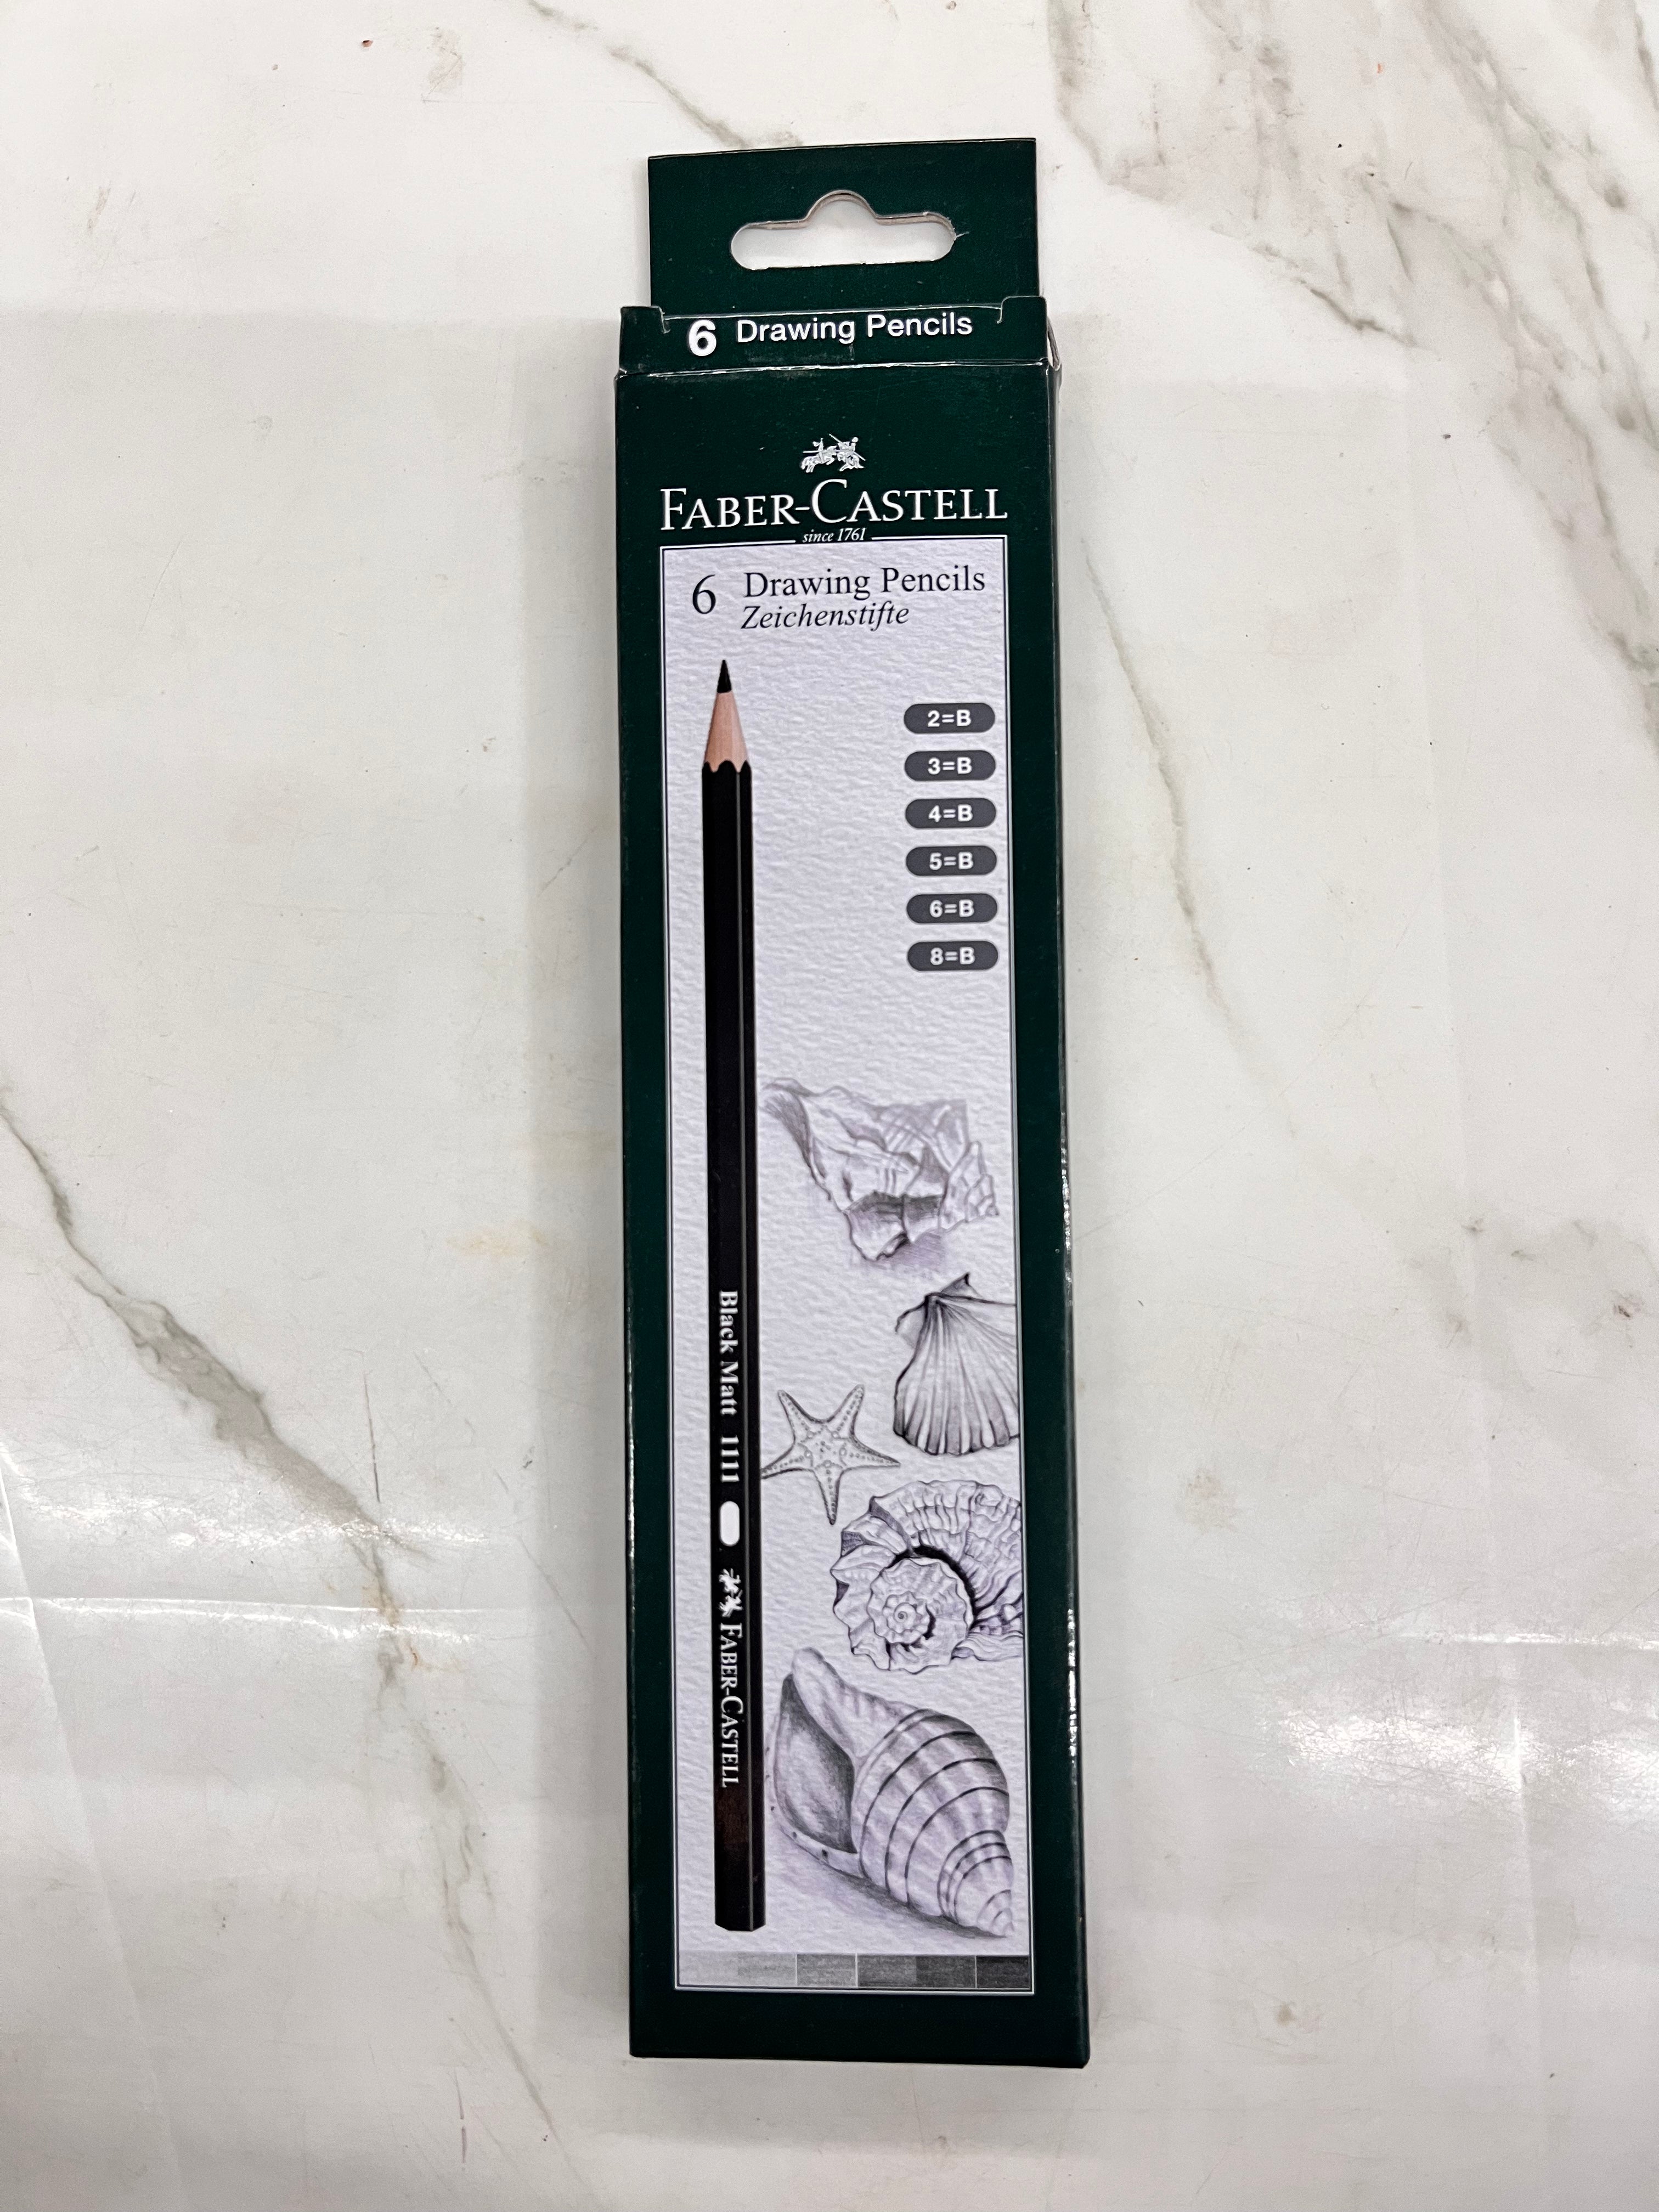 6 Drawing Pencils
FABER-CASTELL
since 1761
6 Drawing Pencils
Zeichenstifte
2=B
3=B
4=B
5=B
6=B
8=B
Black Matt 1111 FABER-CASTELL